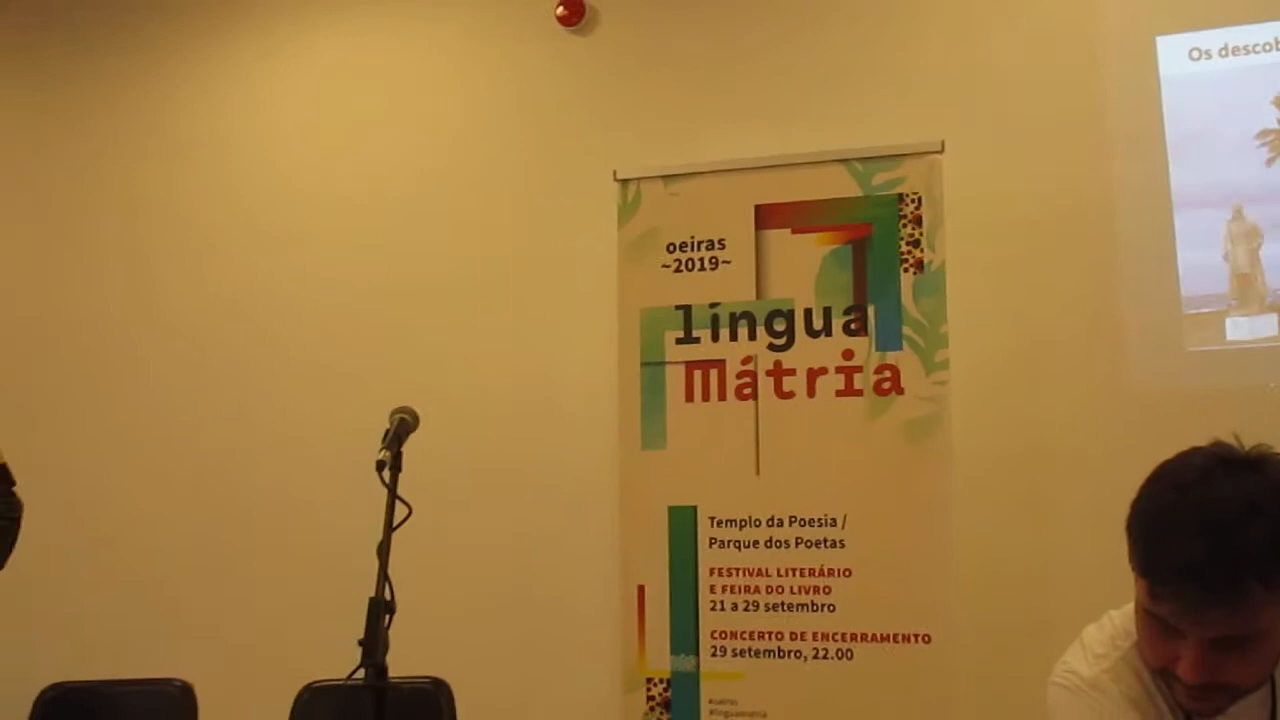 Os descob
oeiras
~2019~
língua
Mátria
Templo da Poesia /
Parque dos Poetas
FESTIVAL LITERÁRIO
E FEIRA DO LIVRO
21 a 29 setembro
CONCERTO DE ENCERRAMENTO
29 setembro, 22.00
#linguamatria